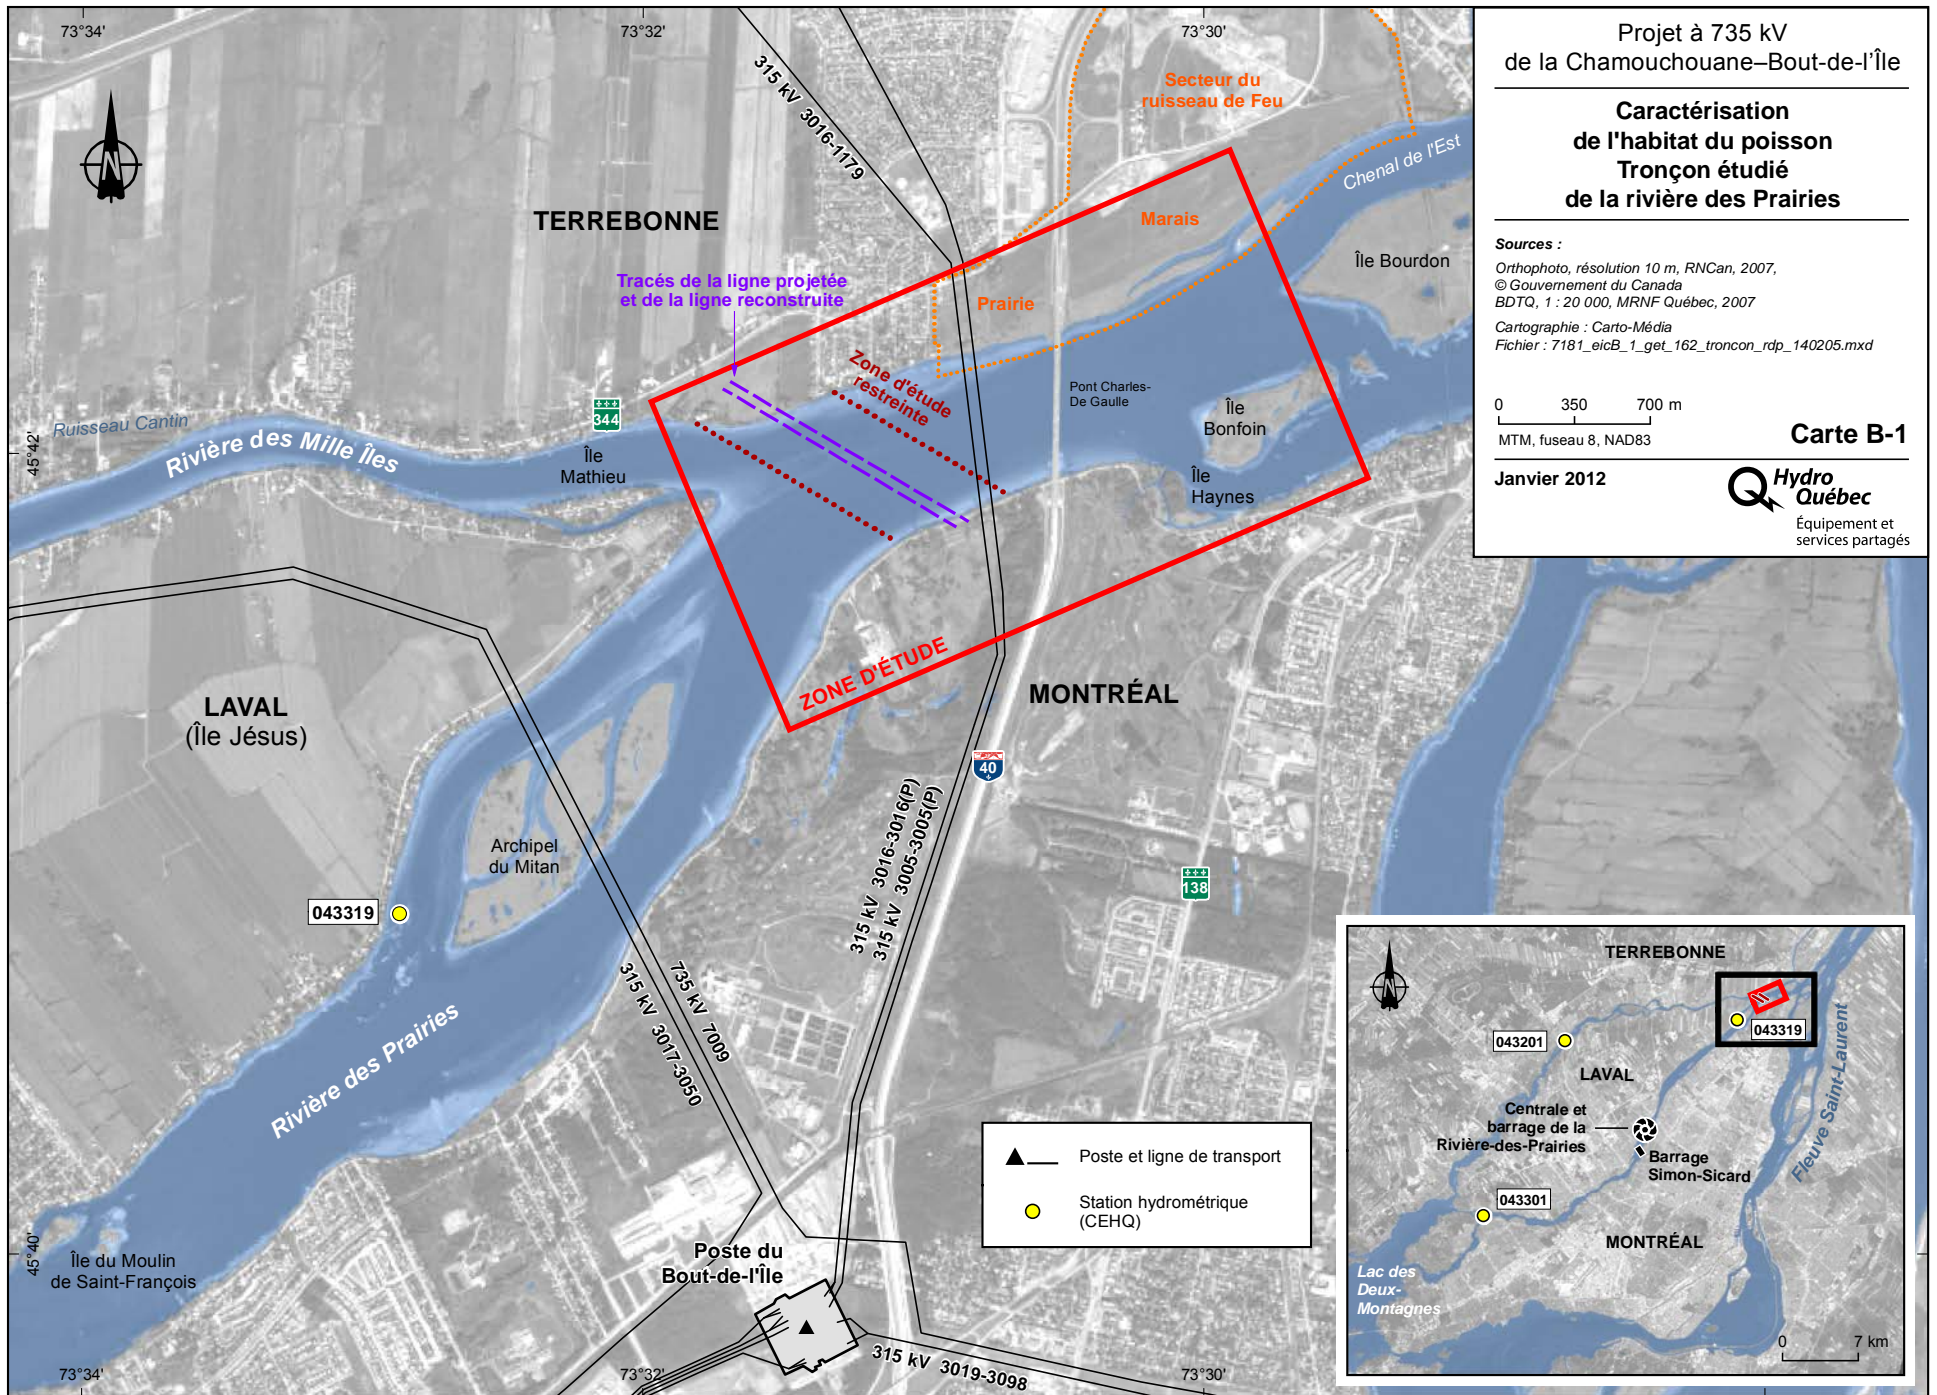 73°34'
73°32'
73°30'
Projet à 735 kV
de la Chamouchouane–Bout-de-l'Île
Caractérisation
de l'habitat du poisson
Tronçon étudié
de la rivière des Prairies
Sources :
Orthophoto, résolution 10 m, RNCan, 2007,
© Gouvernement du Canada
BDTQ, 1 : 20 000, MRNF Québec, 2007
Cartographie : Carto-Média
Fichier : 7181_eicB_1_get_162_troncon_rdp_140205.mxd
0 350 700 m
MTM, fuseau 8, NAD83
Carte B-1
Janvier 2012
Hydro
Québec
Équipement et
services partagés
315 kV 3016-1179
Secteur du
ruisseau de Feu
Chenal de l'Est
N
TERREBONNE
Marais
Île Bourdon
Tracés de la ligne projetée
et de la ligne reconstruite
Prairie
Zone d'étude
restreinte
Pont Charles-
De Gaulle
Île
Bonfoin
344
Ruisseau Cantin
45°42'
Rivière des Mille Îles
Île
Mathieu
Île
Haynes
ZONE D'ÉTUDE
MONTRÉAL
LAVAL
(Île Jésus)
40
315 kV 3016-3016(P)
315 kV 3005-3005(P)
Archipel
du Mitan
138
043319
735 kV 7009
315 kV 3017-3050
Rivière des Prairies
45°40'
Île du Moulin
de Saint-François
Poste du
Bout-de-l'Île
315 kV 3019-3098
Poste et ligne de transport
Station hydrométrique
(CEHQ)
N
TERREBONNE
043319
043201
LAVAL
Centrale et
barrage de la
Rivière-des-Prairies
Barrage
Simon-Sicard
Fleuve Saint-Laurent
043301
MONTRÉAL
Lac des
Deux-
Montagnes
0 7 km
73°34'
73°32'
73°30'